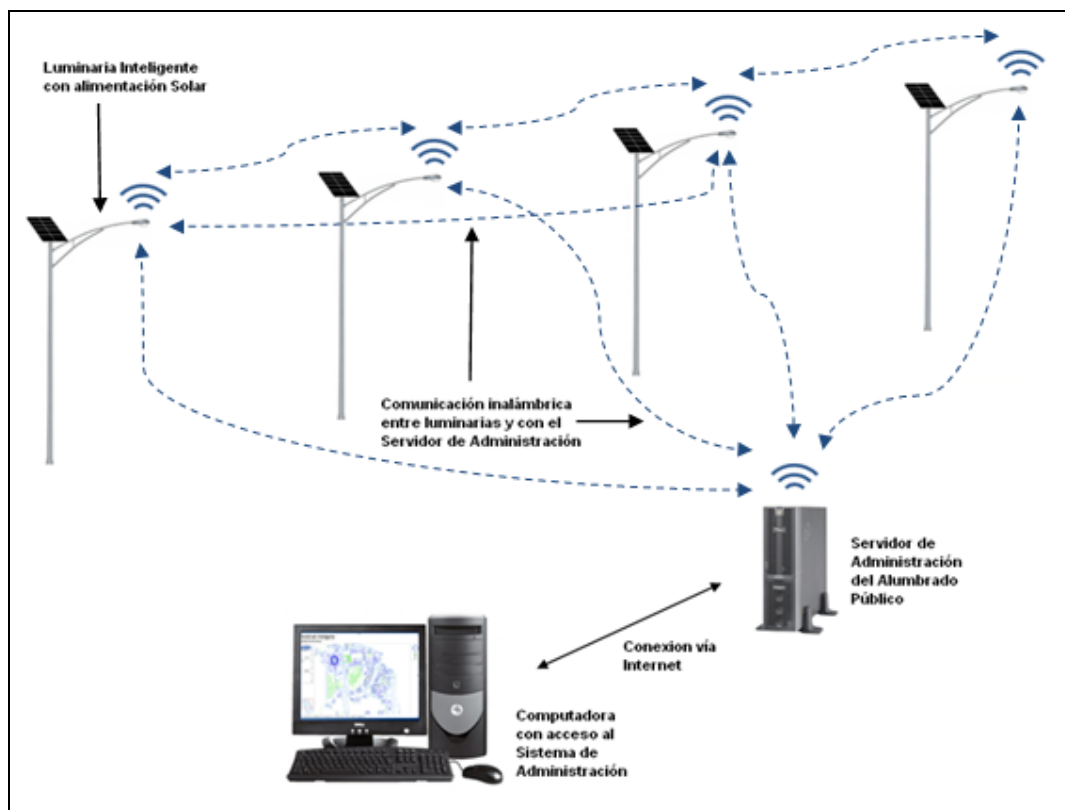 Luminaria Inteligente
con alimentación Solar
Comunicación inalámbrica
entre luminarias y con el
Servidor de Administración
Servidor de
Administración
del Alumbrado
Público
Conexion vía
Internet
Computadora
con acceso al
Sistema de
Administración